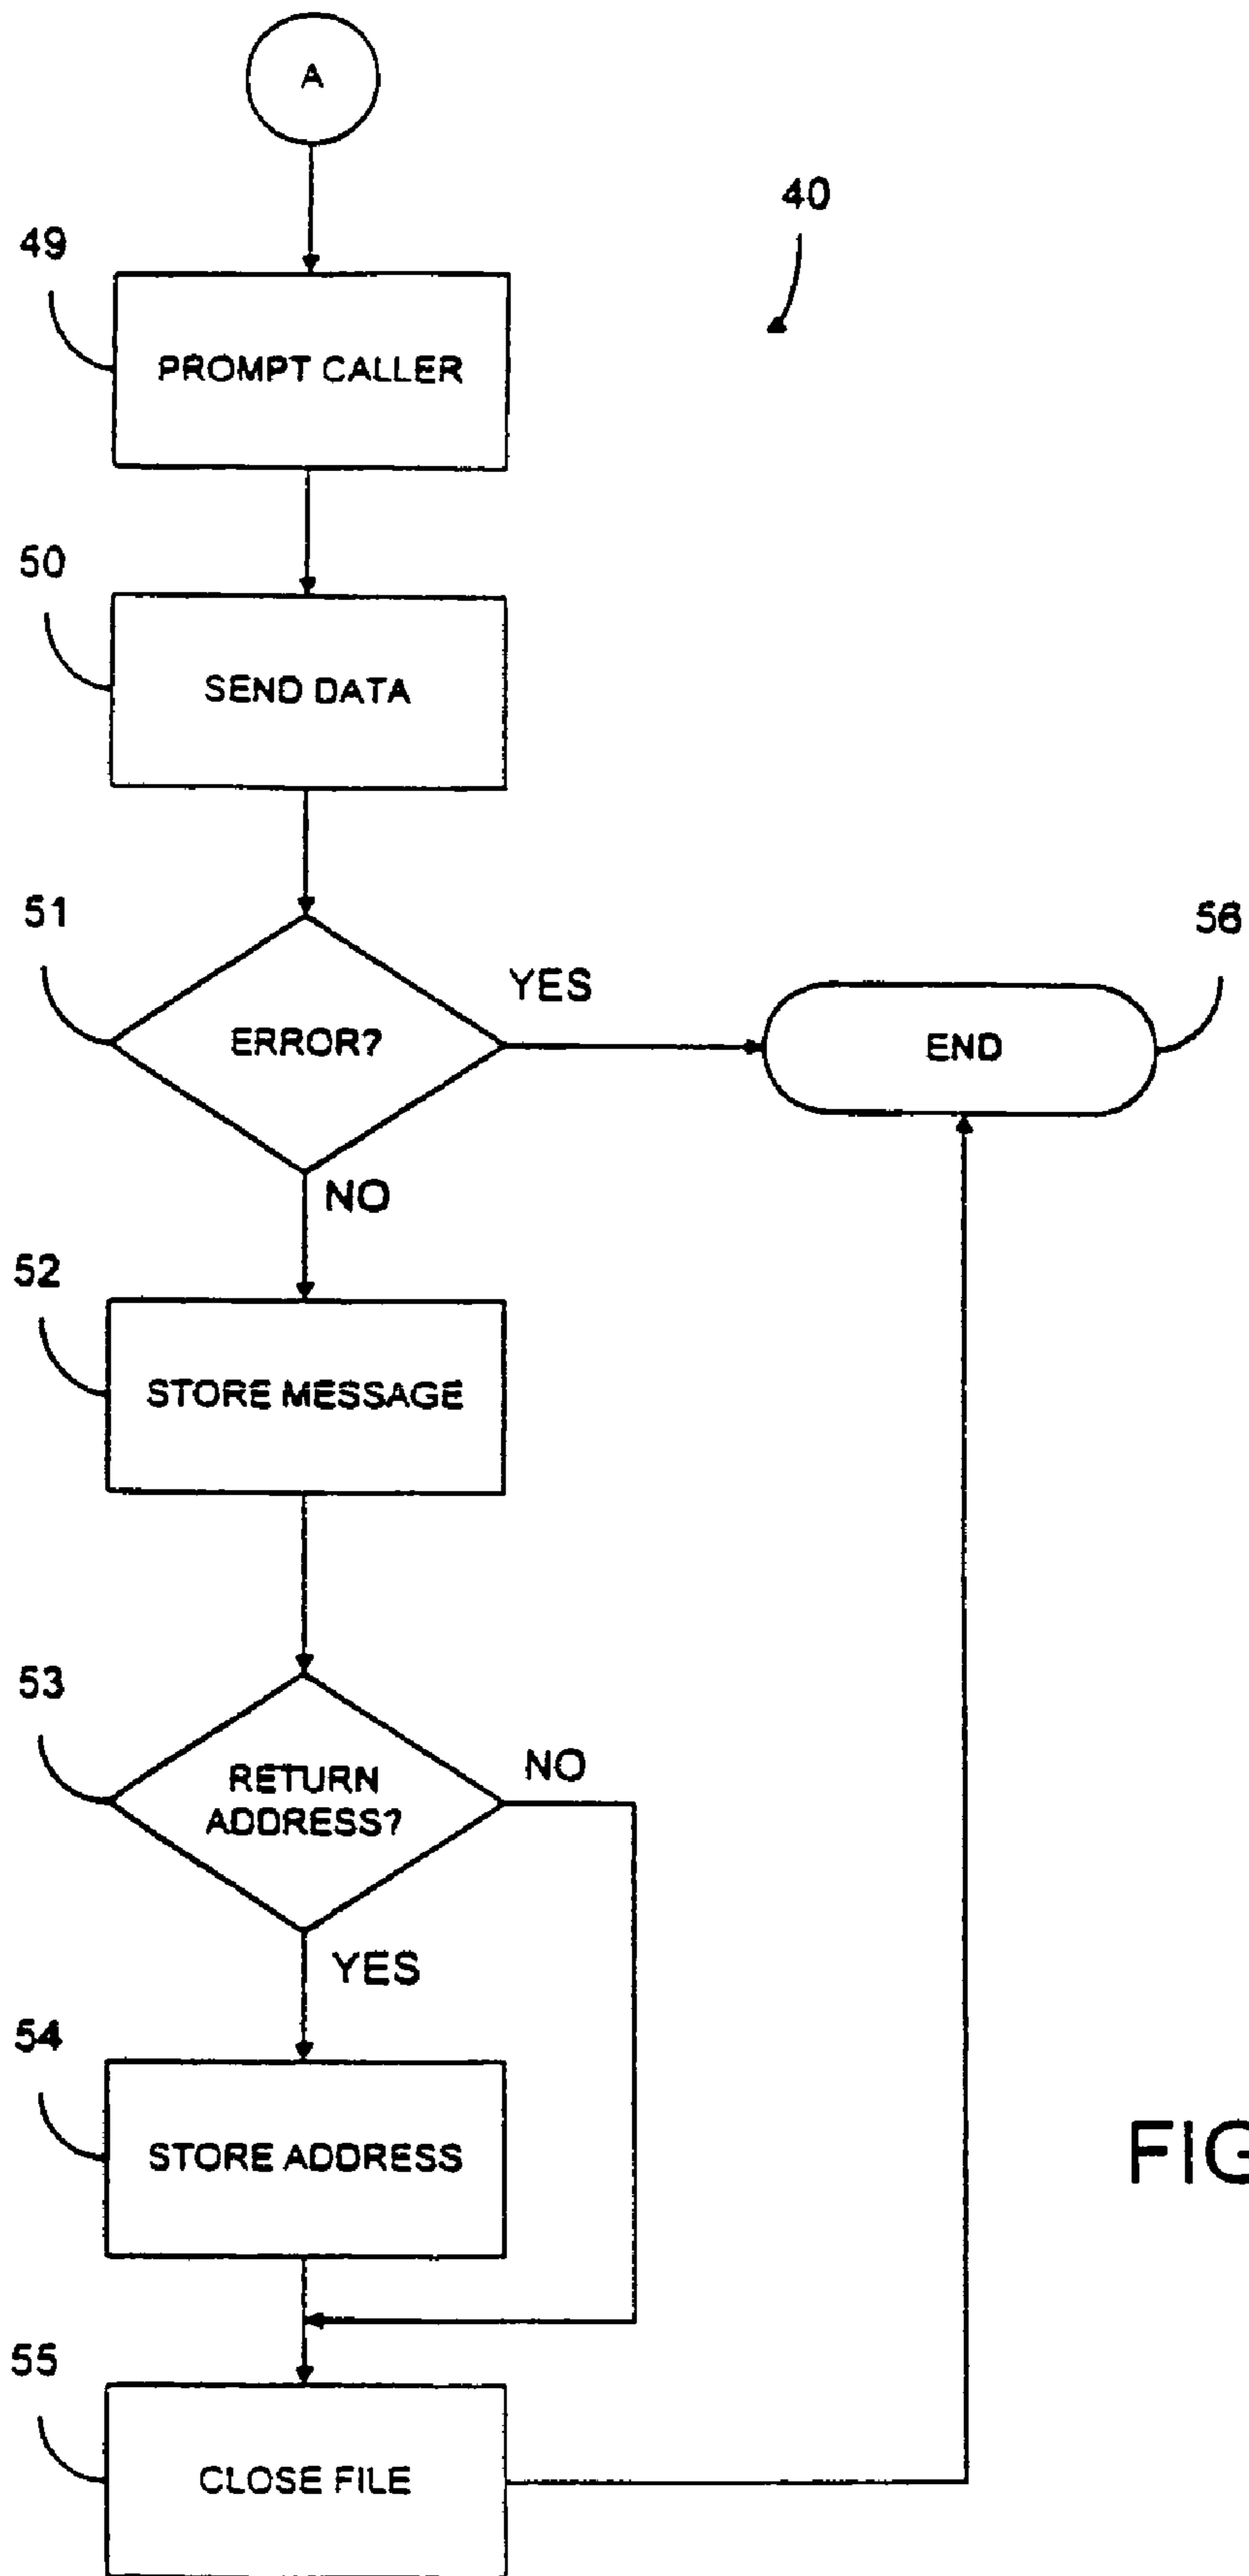 A
40
49
PROMPT CALLER
50
SEND DATA
51
ERROR?
YES
END
56
NO
52
STORE MESSAGE
53
RETURN
ADDRESS?
NO
YES
54
STORE ADDRESS
FIG
55
CLOSE FILE